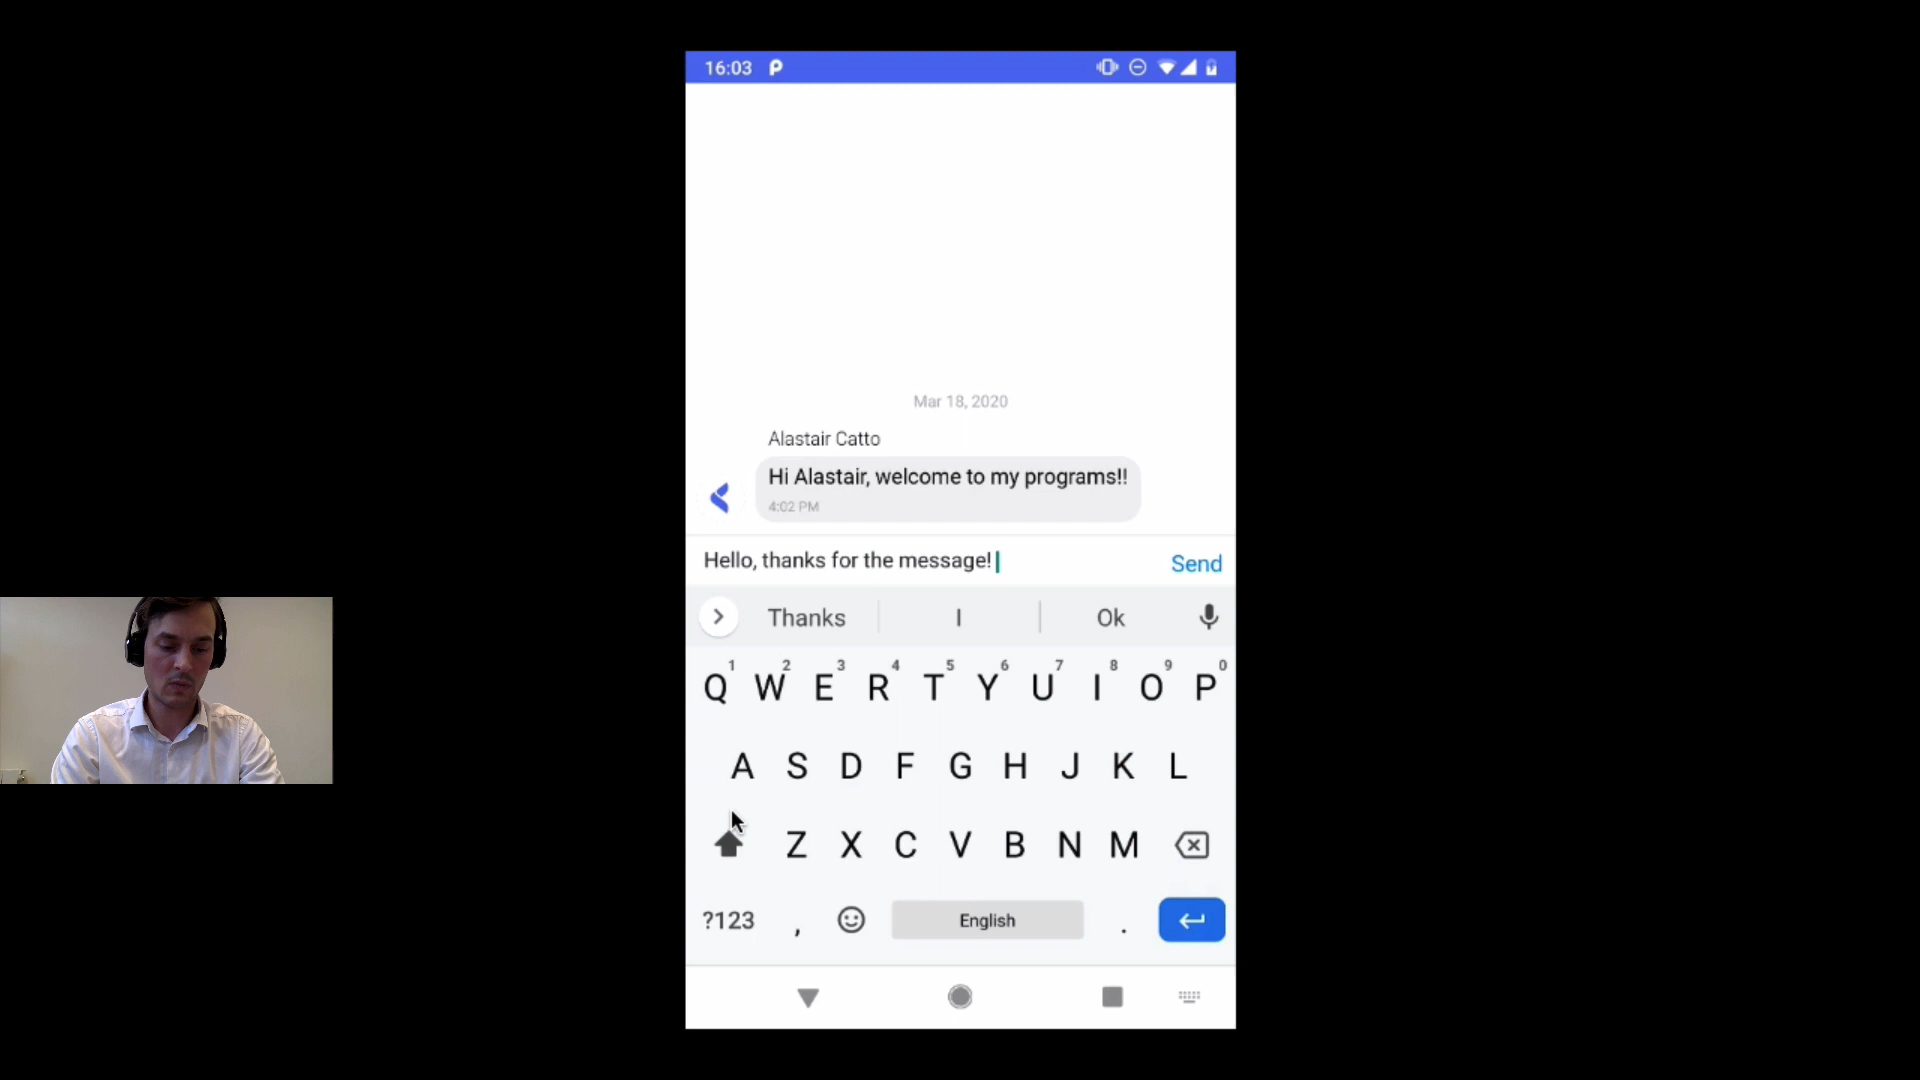 16:03
Mar 18, 2020
Alastair Catto
Hi Alastair, welcome to my programs!!
4:02 PM
Hello, thanks for the message!
Send
Thanks I Ok
1 2 3 4 5 6 7 8 9 0
Q W E R T Y U I O P
A S D F G H J K L
Z X C V B N M
?123 , English .